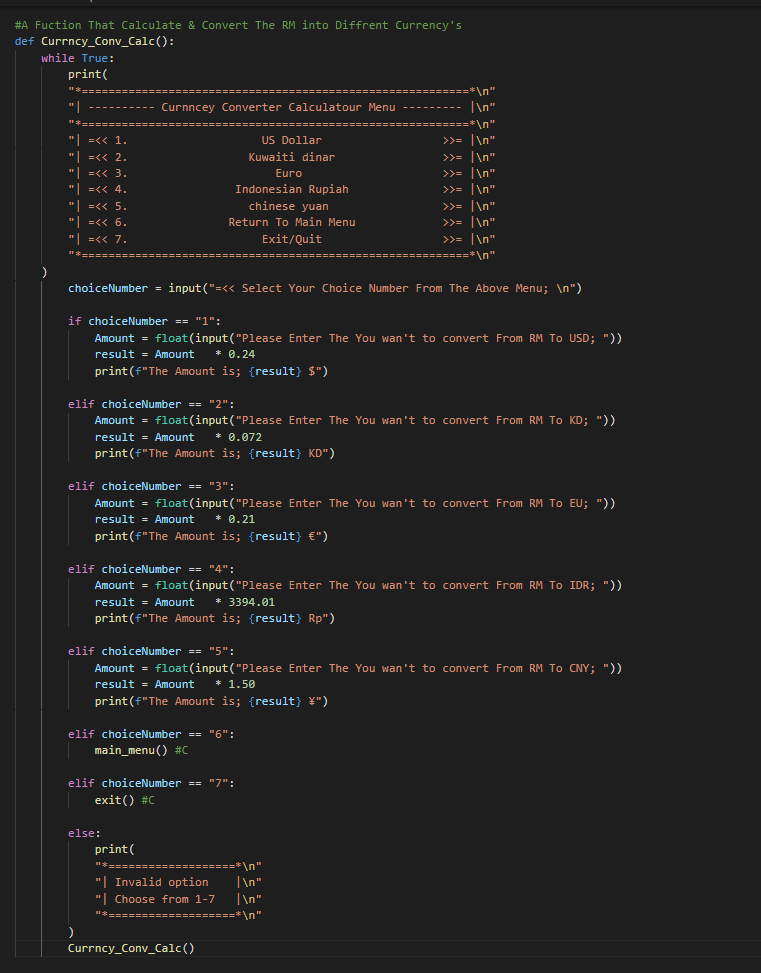 #A Fuction That Calculate & Convert The RM into Diffrent Currency's
def Currncy_Conv_Calc():
    while True:
        print(
        "*==========================================================*\n"
        "| ---------- Curnncey Converter Calculatour Menu --------- |\n"
        "*==========================================================*\n"
        "| =<< 1.                    US Dollar                  >>= |\n"
        "| =<< 2.                  Kuwaiti dinar                >>= |\n"
        "| =<< 3.                      Euro                     >>= |\n"
        "| =<< 4.                Indonesian Rupiah              >>= |\n"
        "| =<< 5.                  chinese yuan                 >>= |\n"
        "| =<< 6.               Return To Main Menu             >>= |\n"
        "| =<< 7.                    Exit/Quit                  >>= |\n"
        "*==========================================================*\n"
    )
        choiceNumber = input("=<< Select Your Choice Number From The Above Menu; \n")

        if choiceNumber == "1":
            Amount = float(input("Please Enter The You wan't to convert From RM To USD; "))
            result = Amount   * 0.24
            print(f"The Amount is; {result} $")

        elif choiceNumber == "2":
            Amount = float(input("Please Enter The You wan't to convert From RM To KD; "))
            result = Amount   * 0.072
            print(f"The Amount is; {result} KD")

        elif choiceNumber == "3":
            Amount = float(input("Please Enter The You wan't to convert From RM To EU; "))
            result = Amount   * 0.21
            print(f"The Amount is; {result} €")

        elif choiceNumber == "4":
            Amount = float(input("Please Enter The You wan't to convert From RM To IDR; "))
            result = Amount   * 3394.01
            print(f"The Amount is; {result} Rp")

        elif choiceNumber == "5":
            Amount = float(input("Please Enter The You wan't to convert From RM To CNY; "))
            result = Amount   * 1.50
            print(f"The Amount is; {result} ¥")

        elif choiceNumber == "6":
            main_menu() #C

        elif choiceNumber == "7":
            exit() #C

        else:
            print(
            "*===================*\n"
            "| Invalid option    |\n"
            "| Choose from 1-7   |\n"
            "*===================*\n"
        )
        Currncy_Conv_Calc()